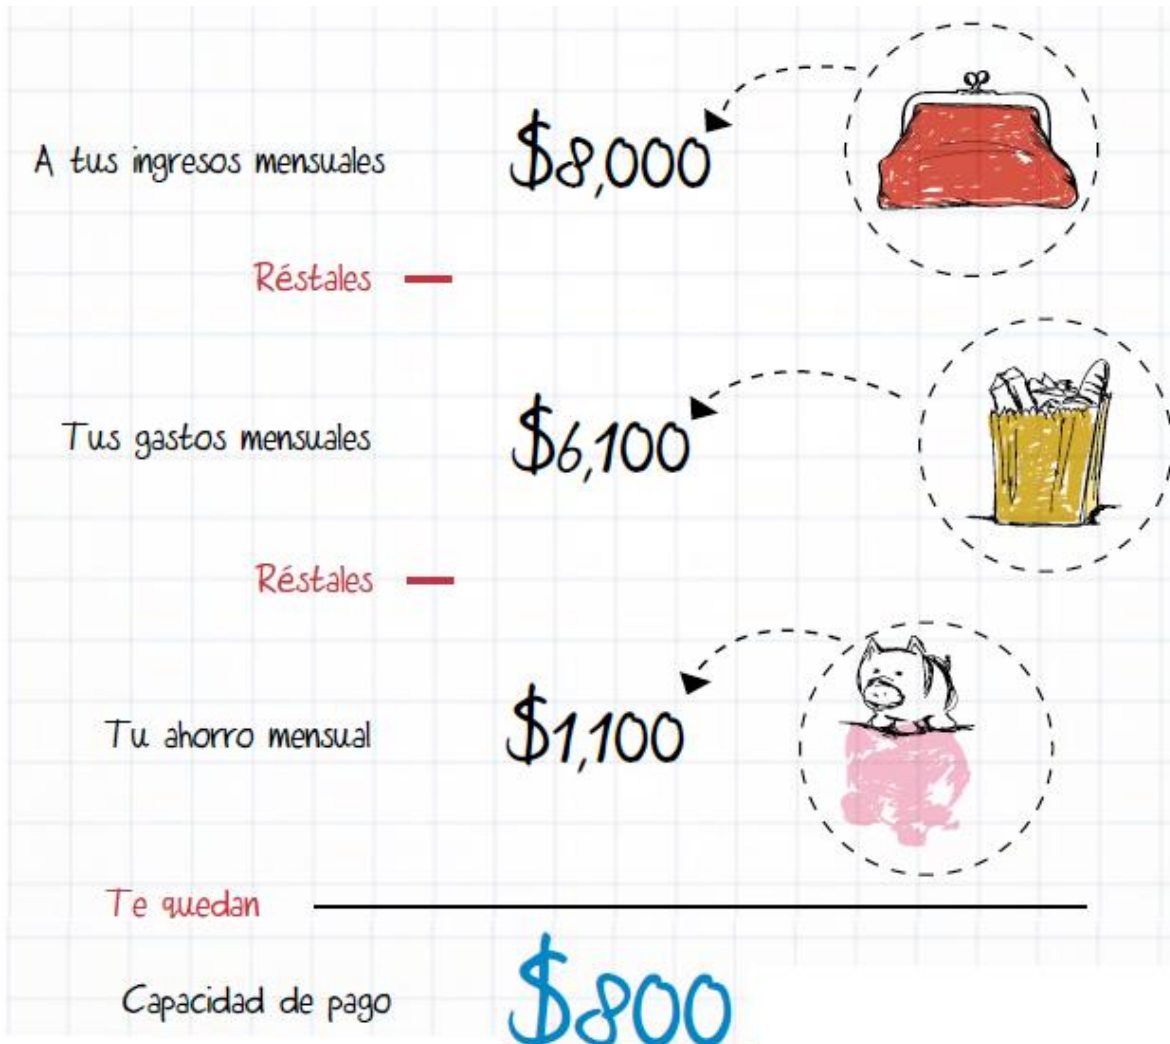 A tus ingresos mensuales $8,000
Réstales —
Tus gastos mensuales $6,100
Réstales —
Tu ahorro mensual $1,100
Te quedan
Capacidad de pago $800